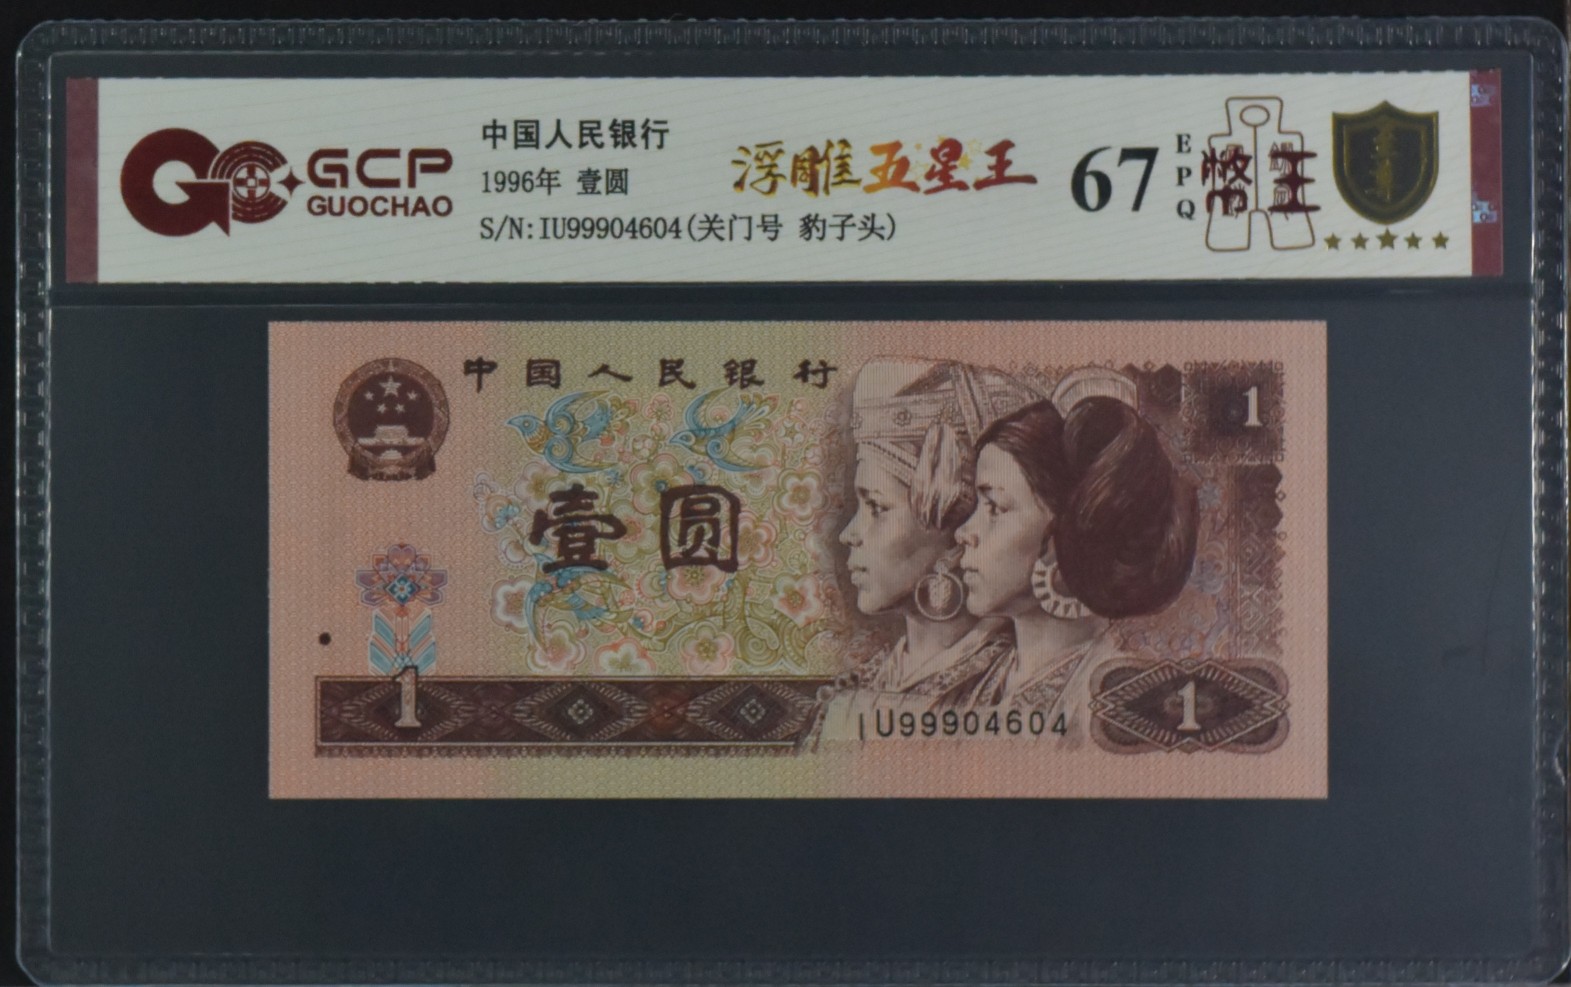 GCP
GUOCHAO
中国人民银行
1996年 壹圆
S/N:IU99904604(关门号 豹子头)
浮雕五星王
67
EPQ
中国人民银行
壹圆
1
1
1
IU99904604